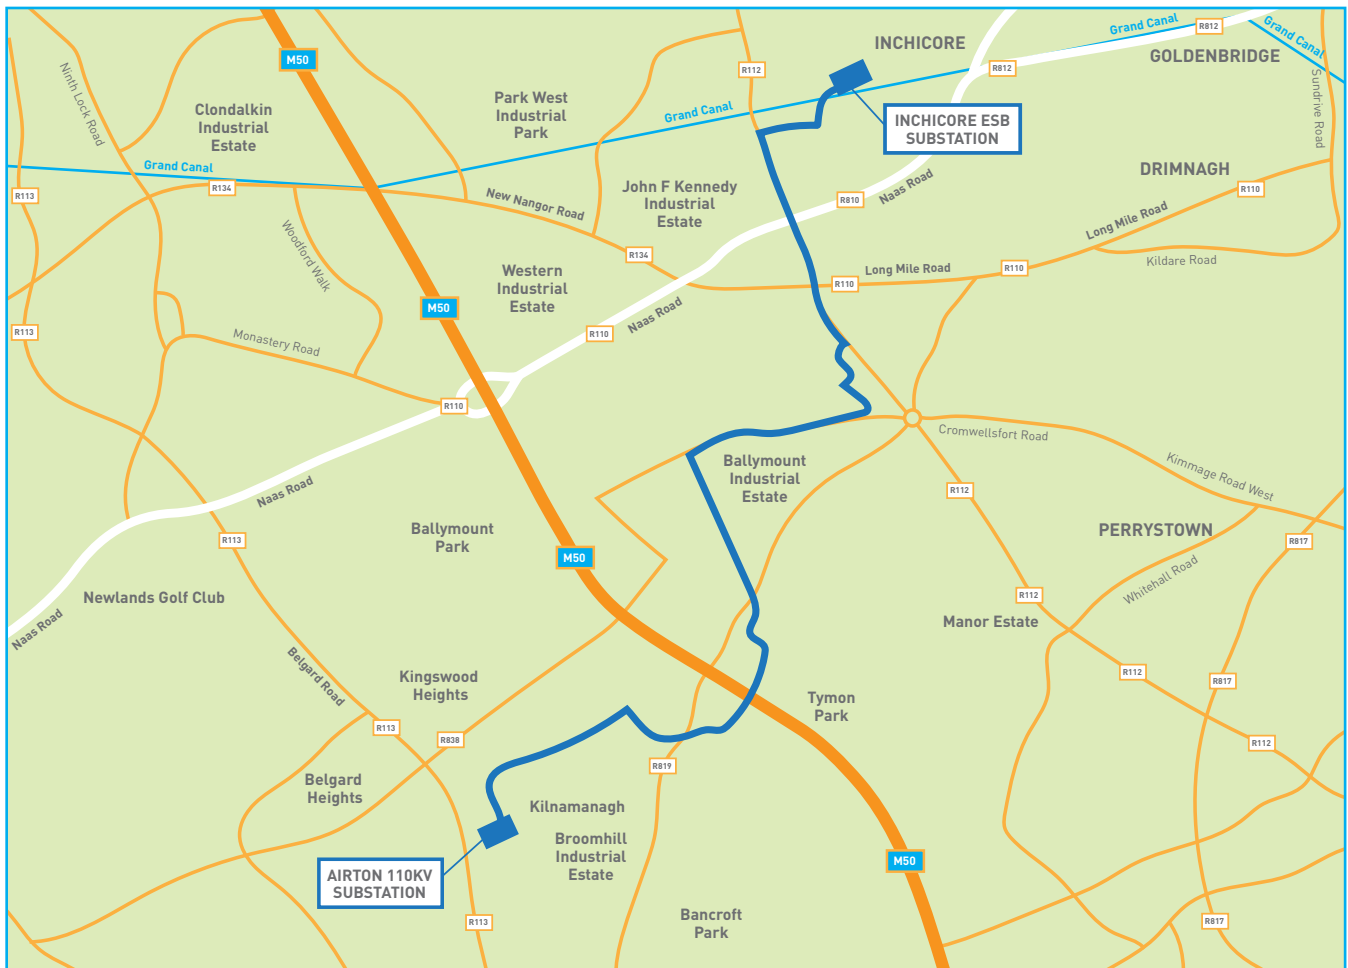 Grand Canal
R812
Grand Canal
INCHICORE
GOLDENBRIDGE
M50
R112
R812
Ninth Lock Road
Clondalkin
Industrial
Estate
Park West
Industrial
Park
Grand Canal
INCHICORE ESB
SUBSTATION
Sundrive Road
Grand Canal
DRIMNAGH
R113
R134
New Nangor Road
John F Kennedy
Industrial
Estate
R810
Naas Road
R110
Long Mile Road
Woodford Walk
R134
Western
Industrial
Estate
Long Mile Road
R110
R110
Kildare Road
M50
Naas Road
R113
Monastery Road
R110
R110
Cromwellsfort Road
Ballymount
Industrial
Estate
Kimmage Road West
Naas Road
R112
R113
Ballymount
Park
M50
PERRYSTOWN
R817
Whitehall Road
Newlands Golf Club
R112
Naas Road
Manor Estate
Belgard Road
Kingswood
Heights
R112
R817
Tymon
Park
R113
R838
R112
R819
Belgard
Heights
Kilnamanagh
Broomhill
Industrial
Estate
M50
AIRTON 110KV
SUBSTATION
R113
Bancroft
Park
R817